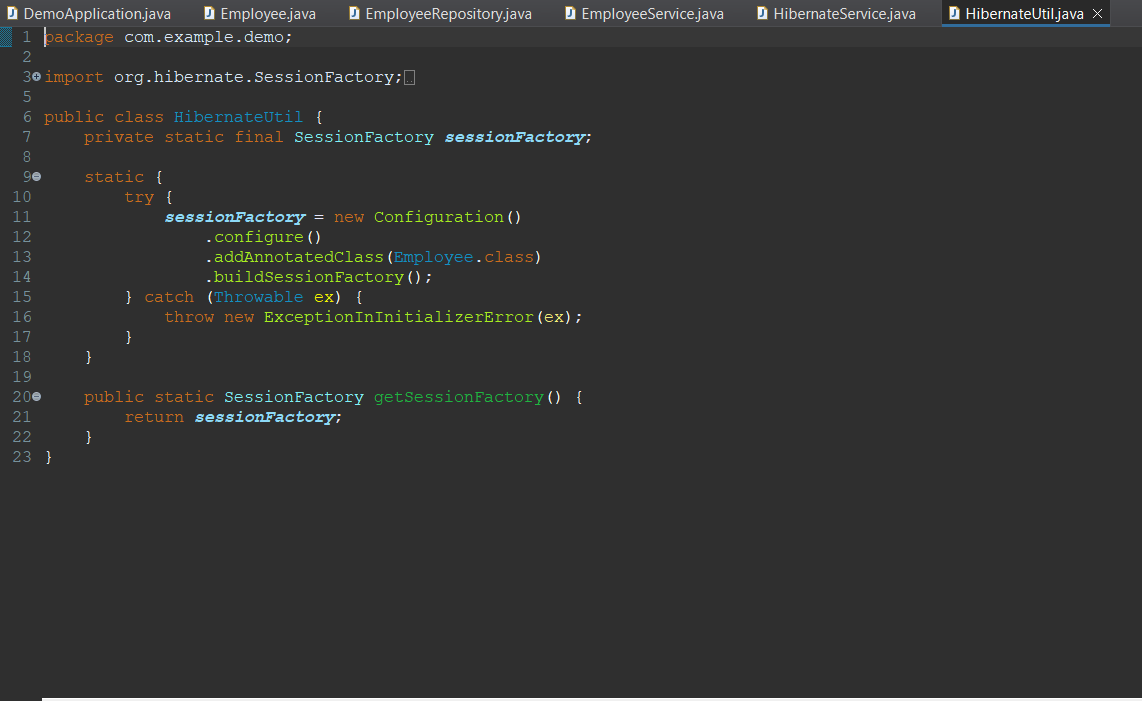 DemoApplication.java Employee.java EmployeeRepository.java EmployeeService.java HibernateService.java HibernateUtil.java
1 package com.example.demo;
2
3 import org.hibernate.SessionFactory;
5
6 public class HibernateUtil {
7     private static final SessionFactory sessionFactory;
8
9     static {
10         try {
11             sessionFactory = new Configuration()
12                 .configure()
13                 .addAnnotatedClass(Employee.class)
14                 .buildSessionFactory();
15         } catch (Throwable ex) {
16             throw new ExceptionInInitializerError(ex);
17         }
18     }
19
20     public static SessionFactory getSessionFactory() {
21         return sessionFactory;
22     }
23 }